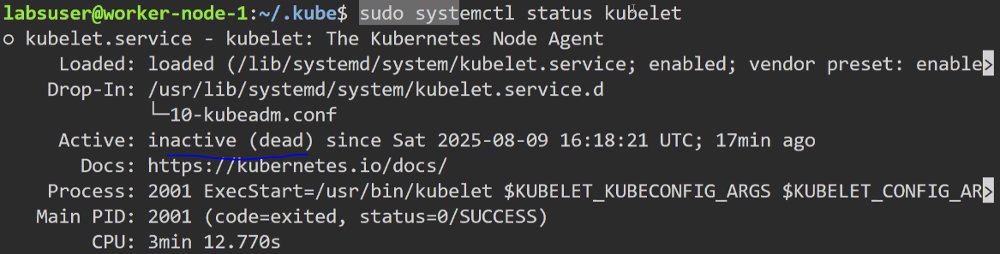 labsuser@worker-node-1:~/.kube$ sudo systemctl status kubelet
○ kubelet.service - kubelet: The Kubernetes Node Agent
Loaded: loaded (/lib/systemd/system/kubelet.service; enabled; vendor preset: enable>
Drop-In: /usr/lib/systemd/system/kubelet.service.d
└─10-kubeadm.conf
Active: inactive (dead) since Sat 2025-08-09 16:18:21 UTC; 17min ago
Docs: https://kubernetes.io/docs/
Process: 2001 ExecStart=/usr/bin/kubelet $KUBELET_KUBECONFIG_ARGS $KUBELET_CONFIG_AR>
Main PID: 2001 (code=exited, status=0/SUCCESS)
CPU: 3min 12.770s